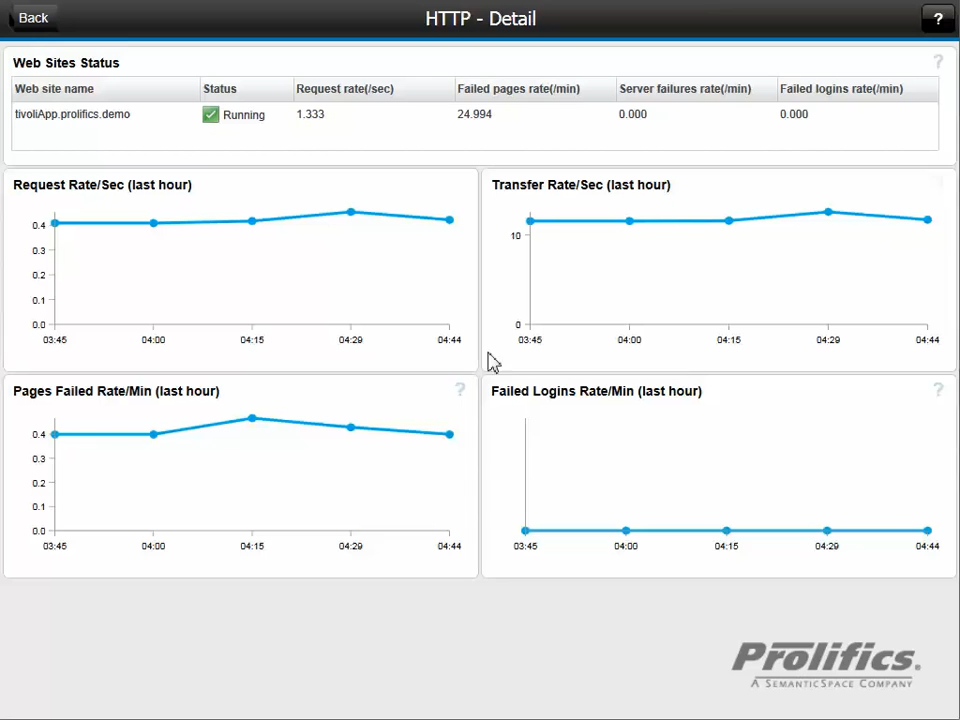 Back
HTTP - Detail
?
Web Sites Status
?
Web site name Status Request rate(/sec) Failed pages rate(/min) Server failures rate(/min) Failed logins rate(/min)
tivoliApp.prolifics.demo Running 1.333 24.994 0.000 0.000
Request Rate/Sec (last hour)
0.4
0.3
0.2
0.1
0.0
03:45 04:00 04:15 04:29 04:44
Transfer Rate/Sec (last hour)
10
0
03:45 04:00 04:15 04:29 04:44
Pages Failed Rate/Min (last hour)
?
0.4
0.3
0.2
0.1
0.0
03:45 04:00 04:15 04:29 04:44
Failed Logins Rate/Min (last hour)
?
03:45 04:00 04:15 04:29 04:44
Prolifics®
A SemanticSpace Company